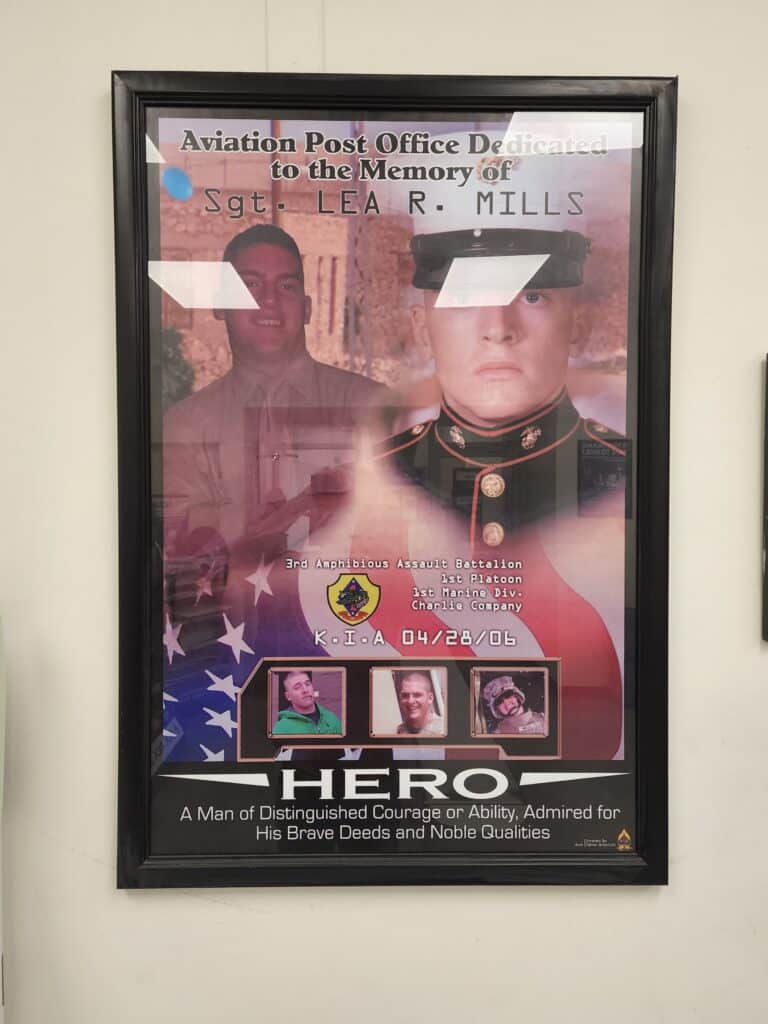 Aviation Post Office Dedicated
to the Memory of
Sgt. LEA R. MILLS
3rd Amphibious Assault Battalion
1st Platoon
1st Marine Div.
Charlie Company
K.I.A 04/28/06
HERO
A Man of Distinguished Courage or Ability, Admired for
His Brave Deeds and Noble Qualities